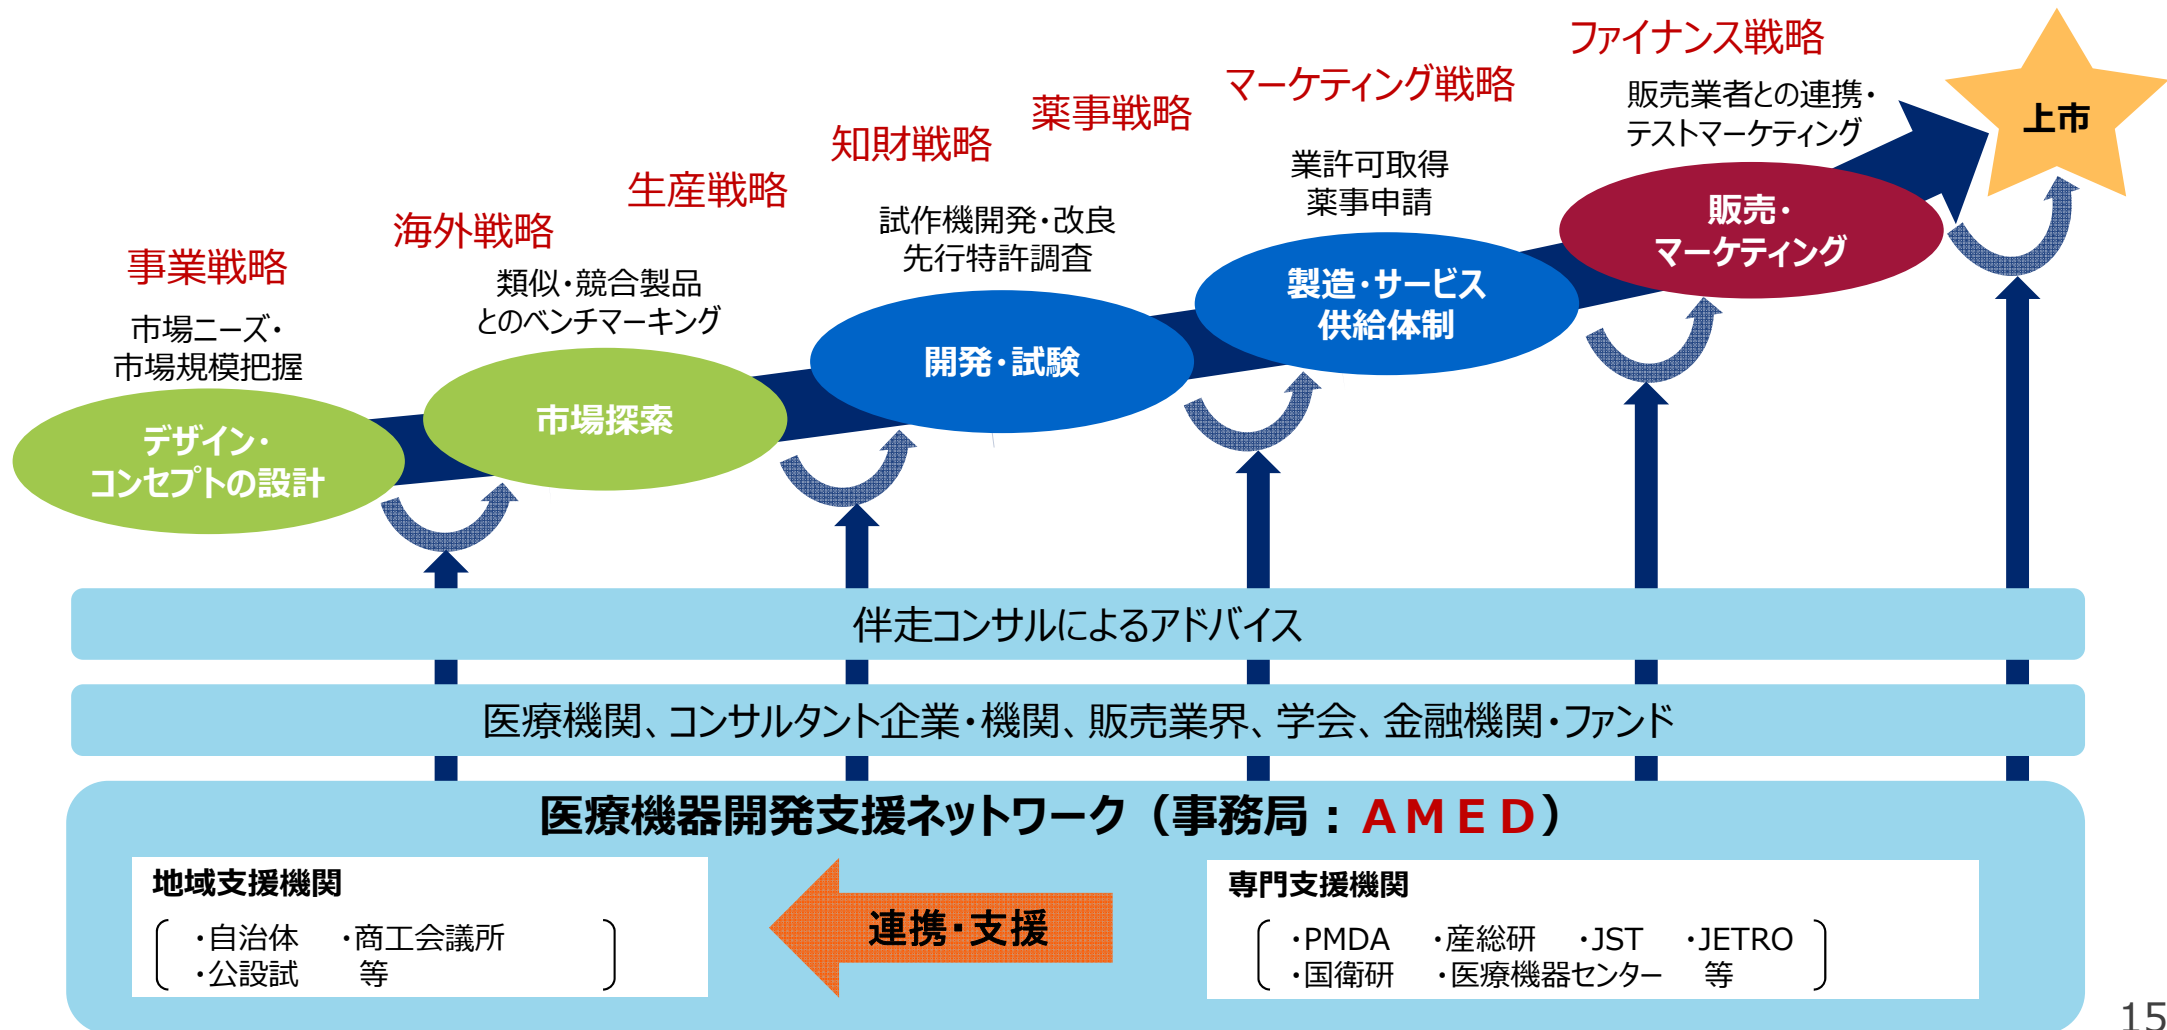 ファイナンス戦略
マーケティング戦略
薬事戦略
知財戦略
生産戦略
海外戦略
事業戦略
販売業者との連携・
テストマーケティング
上市
業許可取得
薬事申請
試作機開発・改良
先行特許調査
類似・競合製品
とのベンチマーキング
市場ニーズ・
市場規模把握
デザイン・
コンセプトの設計
市場探索
開発・試験
製造・サービス
供給体制
販売・
マーケティング
伴走コンサルによるアドバイス
医療機関、コンサルタント企業・機関、販売業界、学会、金融機関・ファンド
医療機器開発支援ネットワーク（事務局：ＡＭＥＤ）
地域支援機関
・自治体 ・商工会議所
・公設試 等
連携・支援
専門支援機関
・PMDA ・産総研 ・JST ・JETRO
・国衛研 ・医療機器センター 等
15